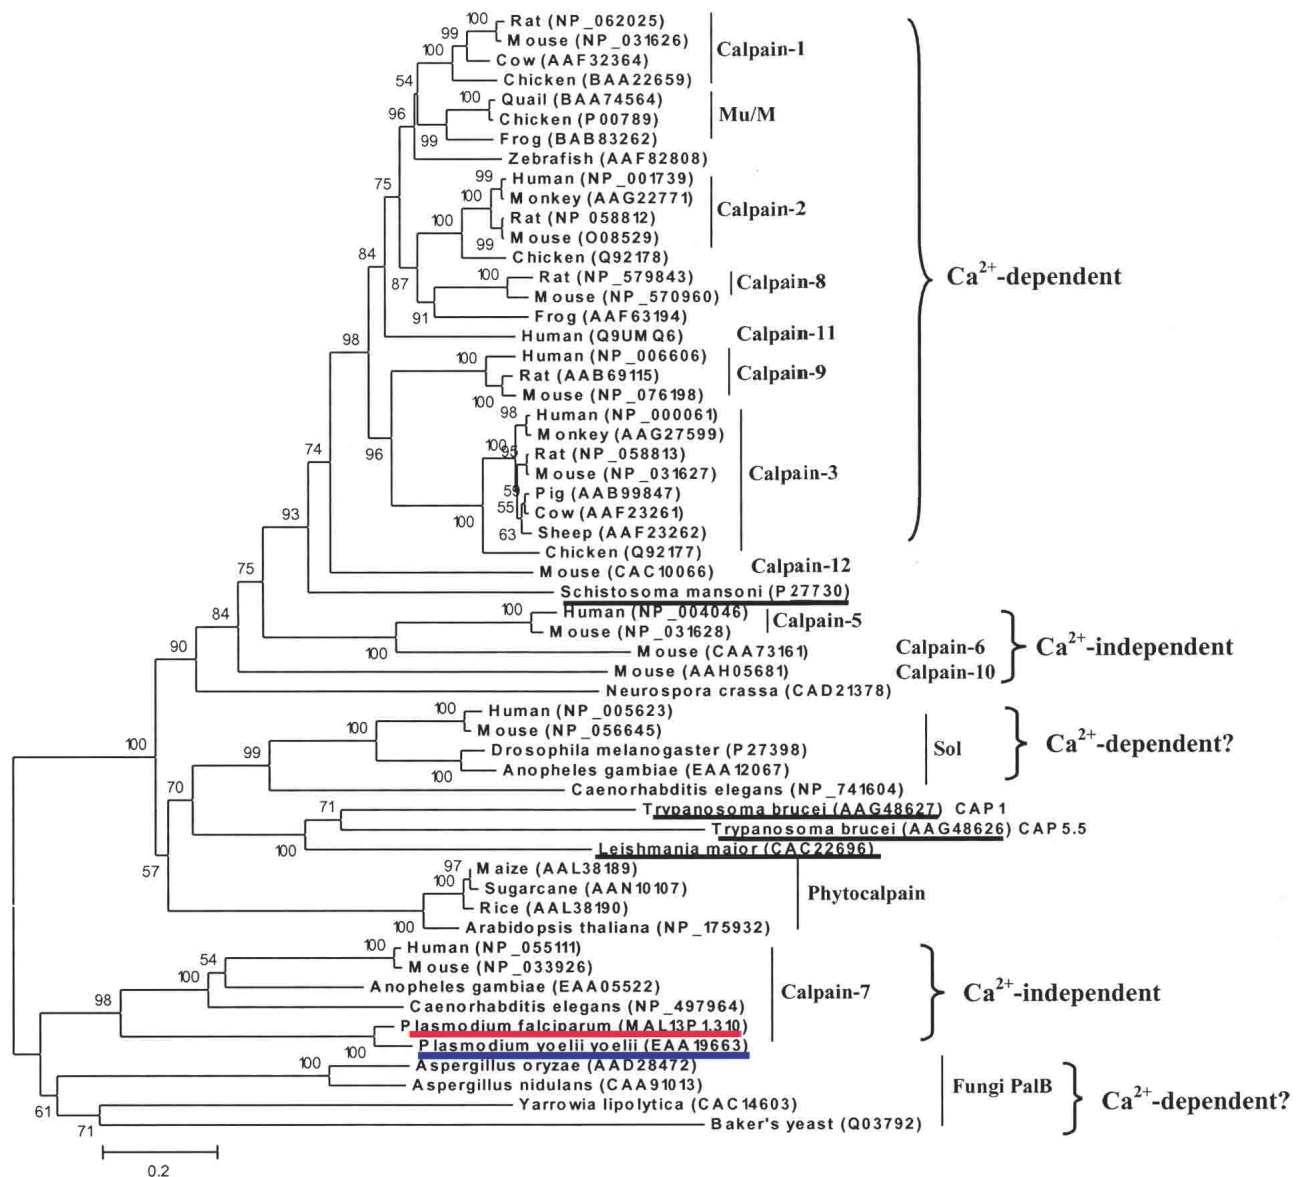 100 Rat (NP_062025)
99 Mouse (NP_031626) Calpain-1
100 Cow (AAF32364)
Chicken (BAA22659)
54
100 Quail (BAA74564)
96 Chicken (P00789) Mu/M
99 Frog (BAB83262)
Zebrafish (AAF82808)
99 Human (NP_001739)
75 Monkey (AAG22771)
100 Rat (NP 058812) Calpain-2
99 Mouse (O08529)
84 Chicken (Q92178)
87 100 Rat (NP_579843) Calpain-8
Mouse (NP_570960)
91 Frog (AAF63194)
98 Human (Q9UMQ6) Calpain-11
100 Human (NP_006606)
Rat (AAB69115) Calpain-9
100 Mouse (NP_076198)
Ca2+-dependent
98 Human (NP_000061)
74 96 Monkey (AAG27599)
100 95 Rat (NP_058813)
Mouse (NP_031627) Calpain-3
59 Pig (AAB99847)
55 Cow (AAF23261)
93 100 63 Sheep (AAF23262)
Chicken (Q92177)
Mouse (CAC10066) Calpain-12
75 Schistosoma mansoni (P27730)
84 100 Human (NP_004046) Calpain-5
Mouse (NP_031628)
90 100 Mouse (CAA73161) Calpain-6 Ca2+-independent
Mouse (AAH05681) Calpain-10
Neurospora crassa (CAD21378)
100 Human (NP_005623)
100 100 Mouse (NP_056645)
99 Drosophila melanogaster (P27398) Sol Ca2+-dependent?
100 Anopheles gambiae (EAA12067)
70 Caenorhabditis elegans (NP_741604)
71 Trypanosoma brucei (AAG48627) CAP1
Trypanosoma brucei (AAG48626) CAP5.5
100 Leishmania maior (CAC22696)
57 97 Maize (AAL38189)
100 Sugarcane (AAN10107) Phytocalpain
Rice (AAL38190)
100 Arabidopsis thaliana (NP_175932)
100 Human (NP_055111)
54 Mouse (NP_033926)
100 Anopheles gambiae (EAA05522) Calpain-7 Ca2+-independent
98 Caenorhabditis elegans (NP_497964)
Plasmodium falciparum (MAL13P1.310)
100 Plasmodium yoelii yoelii (EAA19663)
100 Aspergillus oryzae (AAD28472)
Aspergillus nidulans (CAA91013) Fungi PalB
61 Yarrowia lipolytica (CAC14603) Ca2+-dependent?
71 Baker's yeast (Q03792)
0.2